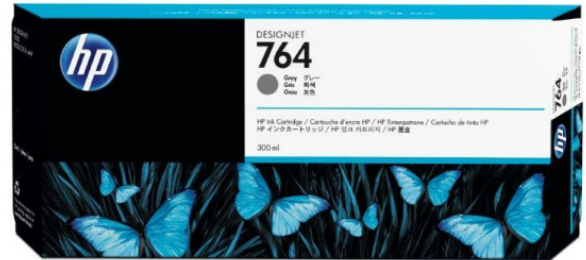 hp
DESIGNJET
764
Grey グレー
Gris 회색
Grau 灰色
HP Ink Cartridge / Cartouche d'encre HP / HP Tintenpatrone / Cartucho de tinta HP
HP インクカートリッジ / HP 잉크 카트리지 / HP 墨盒
300 ml
764
hp